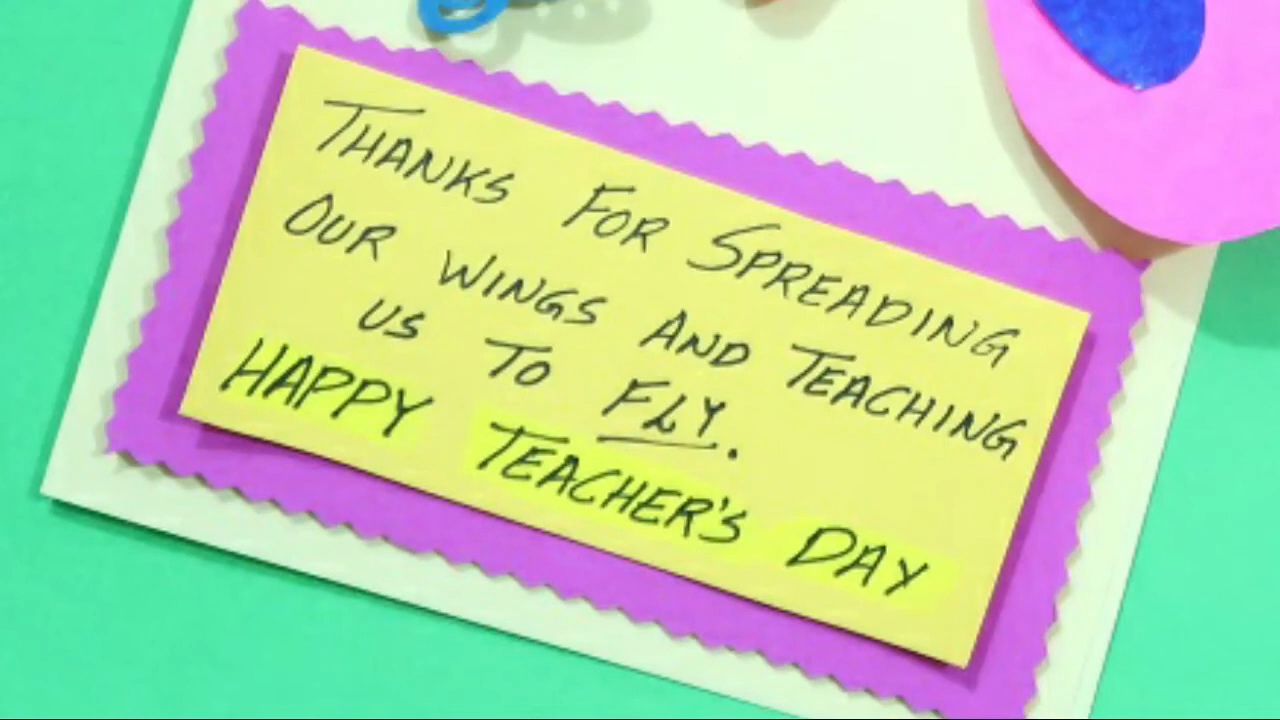 THANKS FOR SPREADING
OUR WINGS AND TEACHING
US TO FLY.
HAPPY TEACHER'S DAY